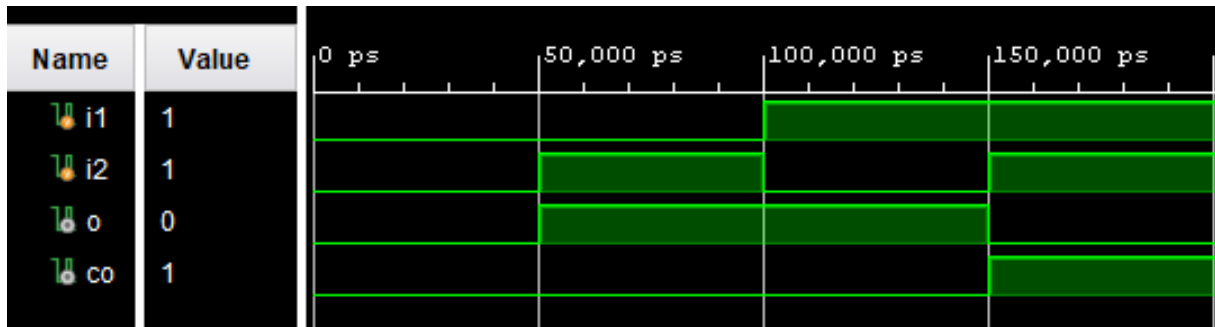 Name Value 0 ps 50,000 ps 100,000 ps 150,000 ps
i1 1
i2 1
o 0
co 1